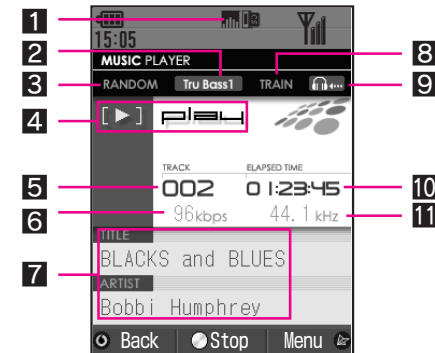 1
15:05
2
8
MUSIC PLAYER
3 RANDOM Tru Bass1 TRAIN 9
4 [▶] play
TRACK ELAPSED TIME
5 002 01:23:45 10
6 96kbps 44.1 kHz 11
TITLE
7 BLACKS and BLUES
ARTIST
Bobbi Humphrey
Back Stop Menu